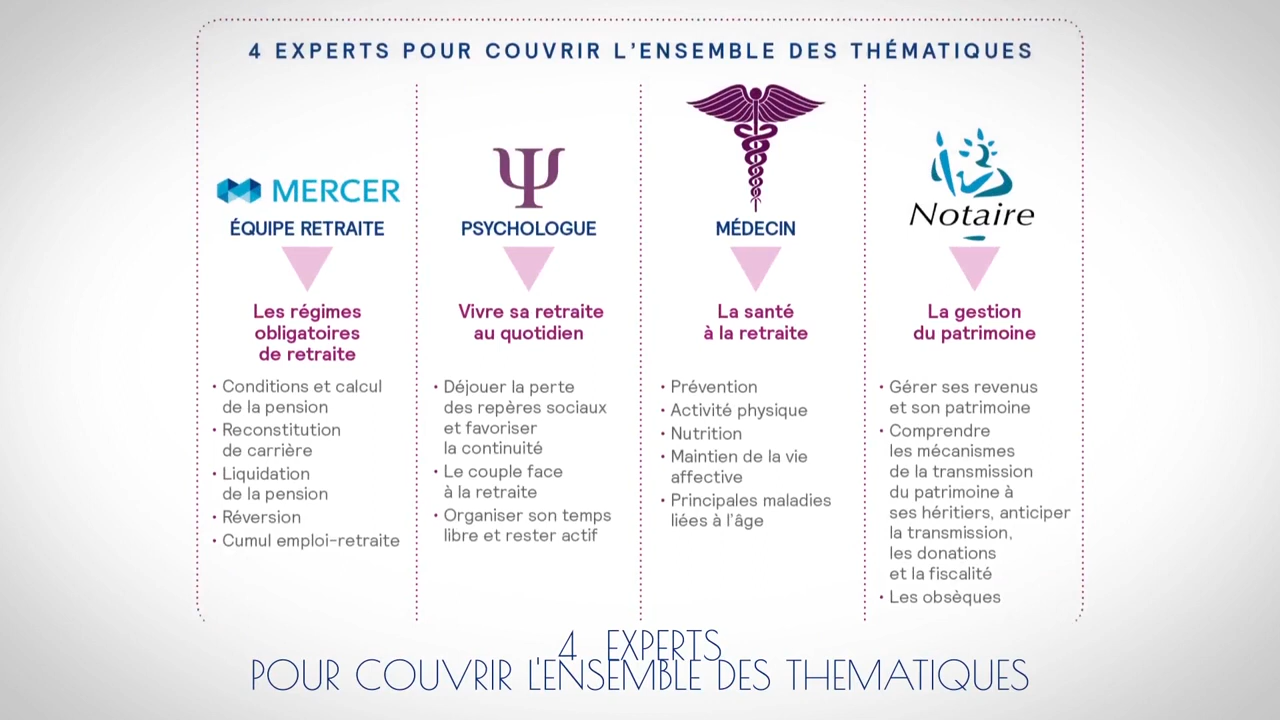 4 EXPERTS POUR COUVRIR L'ENSEMBLE DES THÉMATIQUES
MERCER
ÉQUIPE RETRAITE
Les régimes
obligatoires
de retraite
• Conditions et calcul
de la pension
• Reconstitution
de carrière
• Liquidation
de la pension
• Réversion
• Cumul emploi-retraite
Ψ
PSYCHOLOGUE
Vivre sa retraite
au quotidien
• Déjouer la perte
des repères sociaux
et favoriser
la continuité
• Le couple face
à la retraite
• Organiser son temps
libre et rester actif
MÉDECIN
La santé
à la retraite
• Prévention
• Activité physique
• Nutrition
• Maintien de la vie
affective
• Principales maladies
liées à l'âge
Notaire
La gestion
du patrimoine
• Gérer ses revenus
et son patrimoine
• Comprendre
les mécanismes
de la transmission
du patrimoine à
ses héritiers, anticiper
la transmission,
les donations
et la fiscalité
• Les obsèques
4 EXPERTS
POUR COUVRIR L'ENSEMBLE DES THEMATIQUES